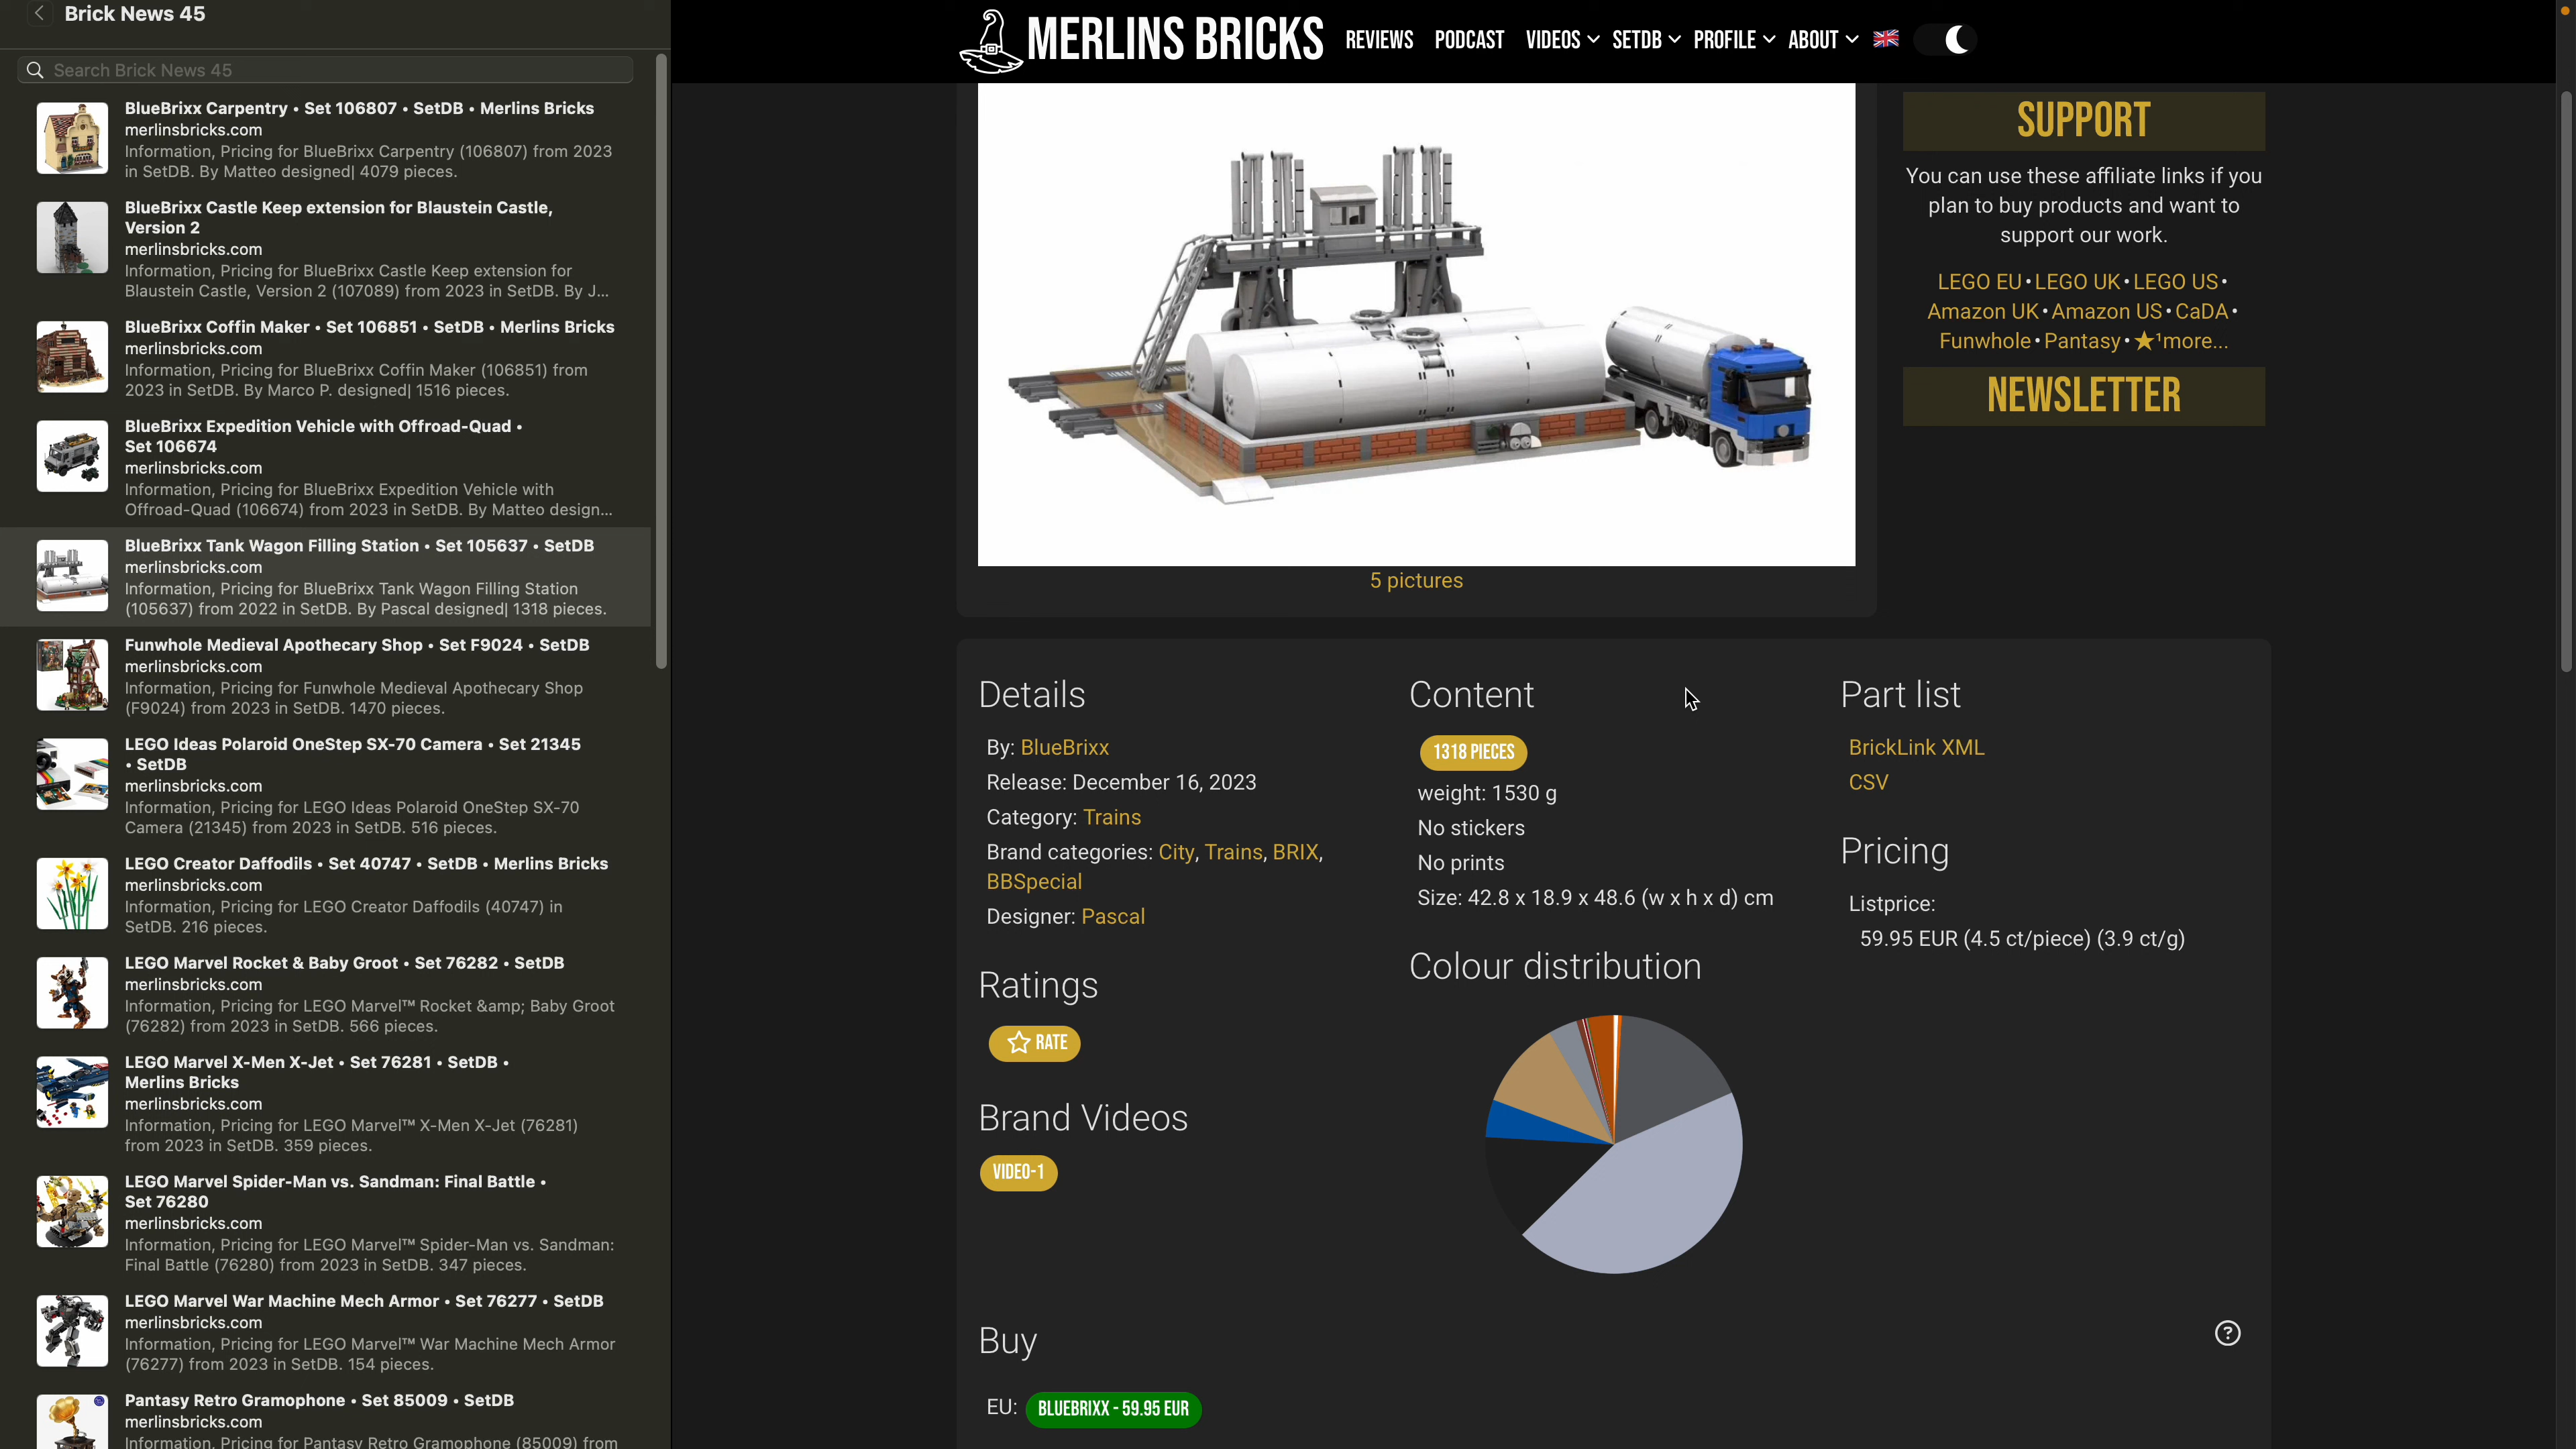 Brick News 45
Search Brick News 45
BlueBrixx Carpentry • Set 106807 • SetDB • Merlins Bricks
merlinsbricks.com
Information, Pricing for BlueBrixx Carpentry (106807) from 2023
in SetDB. By Matteo designed| 4079 pieces.
BlueBrixx Castle Keep extension for Blaustein Castle,
Version 2
merlinsbricks.com
Information, Pricing for BlueBrixx Castle Keep extension for
Blaustein Castle, Version 2 (107089) from 2023 in SetDB. By J...
BlueBrixx Coffin Maker • Set 106851 • SetDB • Merlins Bricks
merlinsbricks.com
Information, Pricing for BlueBrixx Coffin Maker (106851) from
2023 in SetDB. By Marco P. designed| 1516 pieces.
BlueBrixx Expedition Vehicle with Offroad-Quad •
Set 106674
merlinsbricks.com
Information, Pricing for BlueBrixx Expedition Vehicle with
Offroad-Quad (106674) from 2023 in SetDB. By Matteo design...
BlueBrixx Tank Wagon Filling Station • Set 105637 • SetDB
merlinsbricks.com
Information, Pricing for BlueBrixx Tank Wagon Filling Station
(105637) from 2022 in SetDB. By Pascal designed| 1318 pieces.
Funwhole Medieval Apothecary Shop • Set F9024 • SetDB
merlinsbricks.com
Information, Pricing for Funwhole Medieval Apothecary Shop
(F9024) from 2023 in SetDB. 1470 pieces.
LEGO Ideas Polaroid OneStep SX-70 Camera • Set 21345
• SetDB
merlinsbricks.com
Information, Pricing for LEGO Ideas Polaroid OneStep SX-70
Camera (21345) from 2023 in SetDB. 516 pieces.
LEGO Creator Daffodils • Set 40747 • SetDB • Merlins Bricks
merlinsbricks.com
Information, Pricing for LEGO Creator Daffodils (40747) in
SetDB. 216 pieces.
LEGO Marvel Rocket & Baby Groot • Set 76282 • SetDB
merlinsbricks.com
Information, Pricing for LEGO Marvel™ Rocket &amp; Baby Groot
(76282) from 2023 in SetDB. 566 pieces.
LEGO Marvel X-Men X-Jet • Set 76281 • SetDB •
Merlins Bricks
merlinsbricks.com
Information, Pricing for LEGO Marvel™ X-Men X-Jet (76281)
from 2023 in SetDB. 359 pieces.
LEGO Marvel Spider-Man vs. Sandman: Final Battle •
Set 76280
merlinsbricks.com
Information, Pricing for LEGO Marvel™ Spider-Man vs. Sandman:
Final Battle (76280) from 2023 in SetDB. 347 pieces.
LEGO Marvel War Machine Mech Armor • Set 76277 • SetDB
merlinsbricks.com
Information, Pricing for LEGO Marvel™ War Machine Mech Armor
(76277) from 2023 in SetDB. 154 pieces.
Pantasy Retro Gramophone • Set 85009 • SetDB
merlinsbricks.com
Information, Pricing for Pantasy Retro Gramophone (85009) from
MERLINS BRICKS REVIEWS PODCAST VIDEOS SETDB PROFILE ABOUT
5 pictures
SUPPORT
You can use these affiliate links if you
plan to buy products and want to
support our work.
LEGO EU • LEGO UK • LEGO US •
Amazon UK • Amazon US • CaDA •
Funwhole • Pantasy • ★¹more...
NEWSLETTER
Details
By: BlueBrixx
Release: December 16, 2023
Category: Trains
Brand categories: City, Trains, BRIX,
BBSpecial
Designer: Pascal
Ratings
RATE
Brand Videos
VIDEO-1
Content
1318 PIECES
weight: 1530 g
No stickers
No prints
Size: 42.8 x 18.9 x 48.6 (w x h x d) cm
Colour distribution
Part list
BrickLink XML
CSV
Pricing
Listprice:
59.95 EUR (4.5 ct/piece) (3.9 ct/g)
Buy
?
EU: BLUEBRIXX - 59.95 EUR